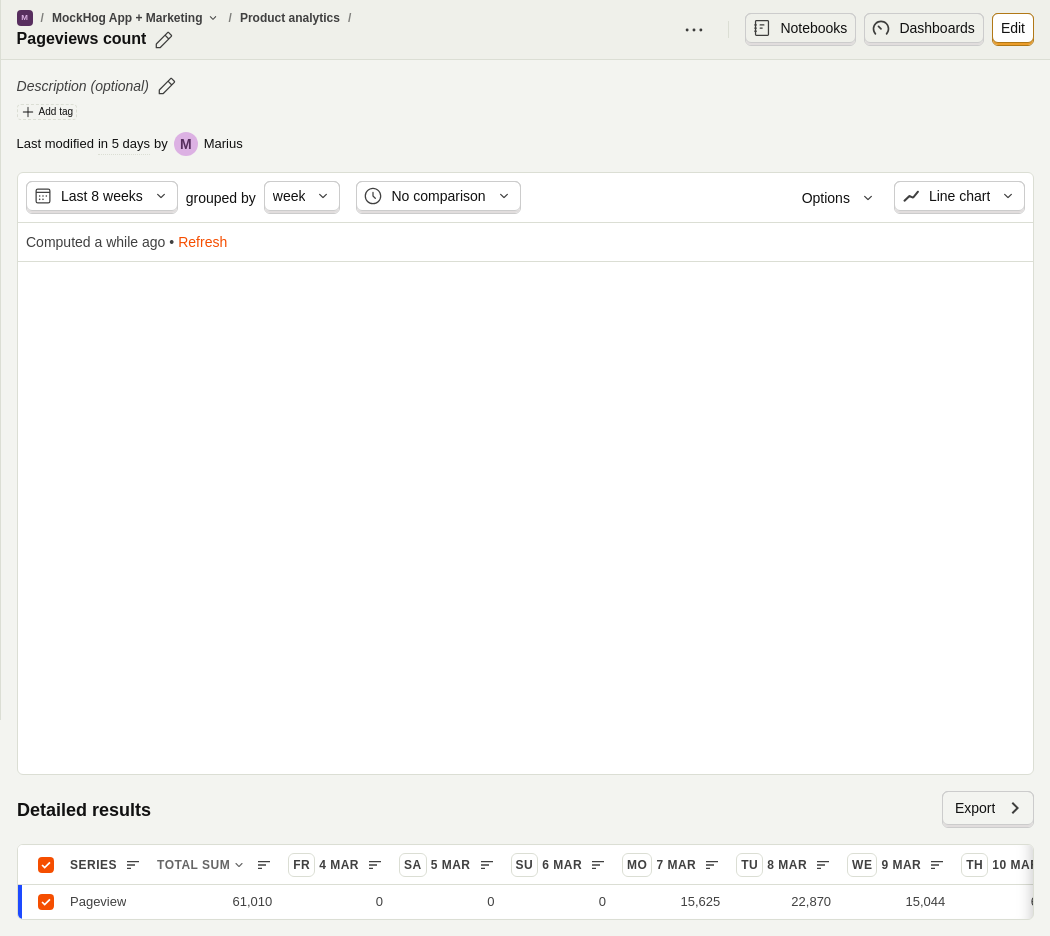 M / MockHog App + Marketing / Product analytics /
Pageviews count
Notebooks Dashboards Edit
Description (optional)
Add tag
Last modified in 5 days by M Marius
Last 8 weeks grouped by week No comparison Options Line chart
Computed a while ago • Refresh
Detailed results
Export
SERIES TOTAL SUM FR 4 MAR SA 5 MAR SU 6 MAR MO 7 MAR TU 8 MAR WE 9 MAR TH 10 MAR
Pageview 61,010 0 0 0 15,625 22,870 15,044